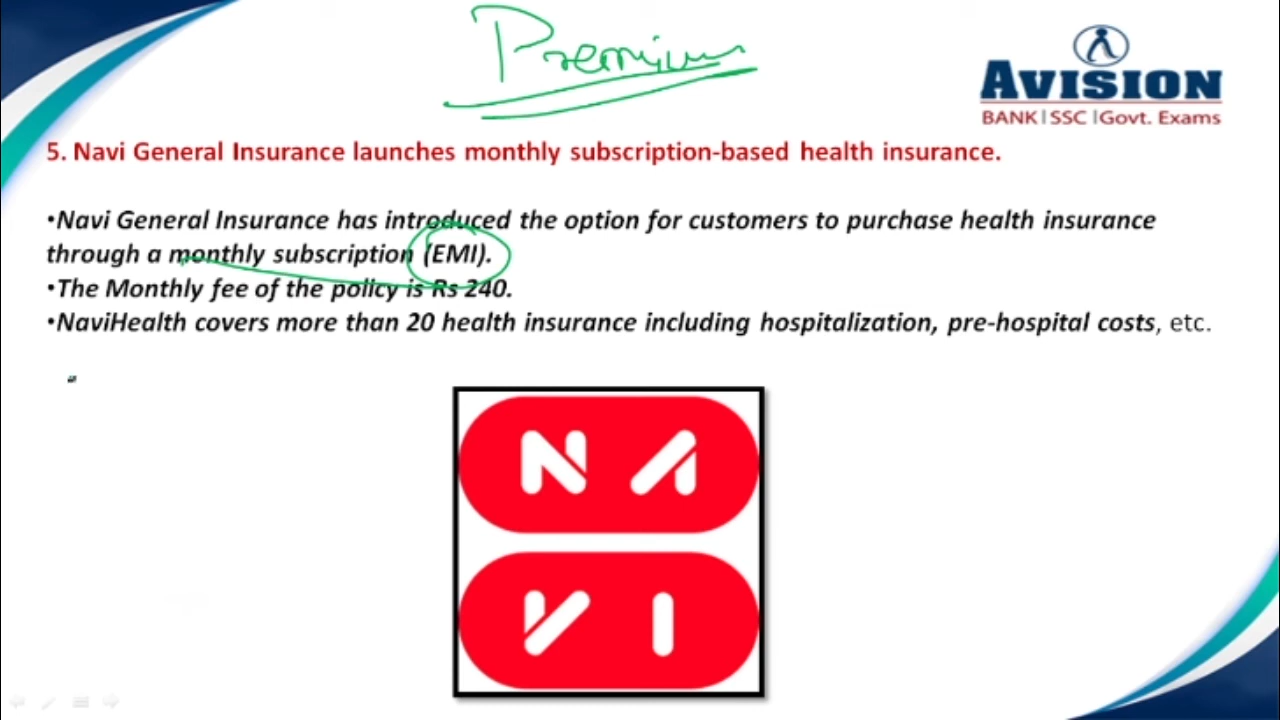 Premium
AVISION
BANK | SSC | Govt. Exams
5. Navi General Insurance launches monthly subscription-based health insurance.
•Navi General Insurance has introduced the option for customers to purchase health insurance
through a monthly subscription (EMI).
•The Monthly fee of the policy is Rs 240.
•NaviHealth covers more than 20 health insurance including hospitalization, pre-hospital costs, etc.
NA
VI